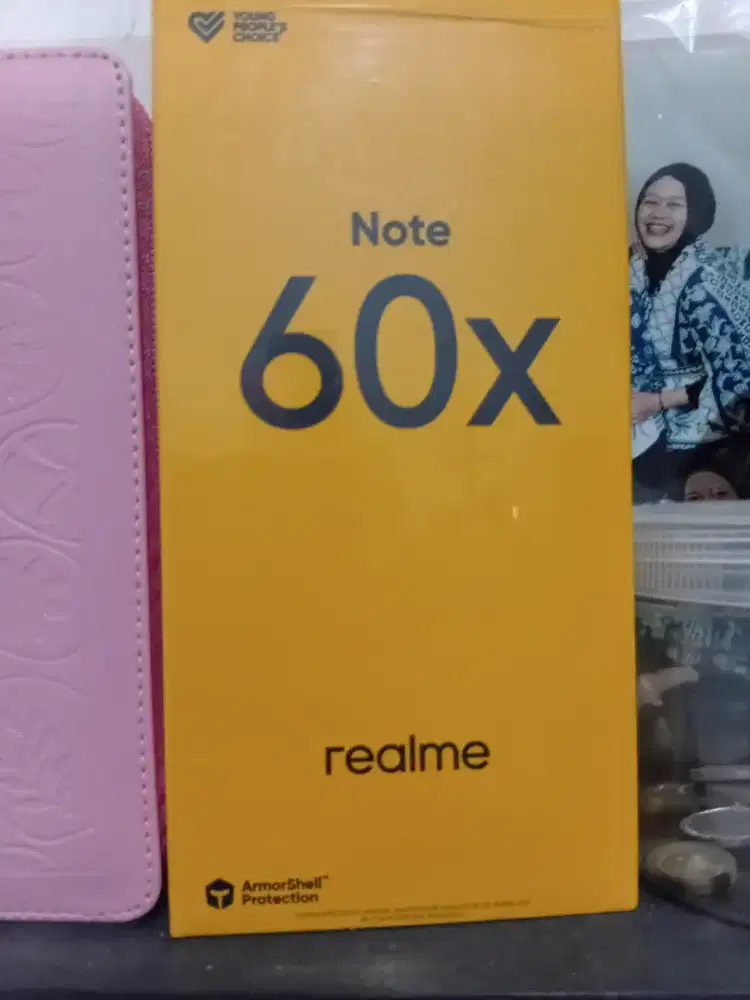 YOUNG
PEOPLE'S
CHOICE
Note
60x
realme
ArmorShell™
Protection